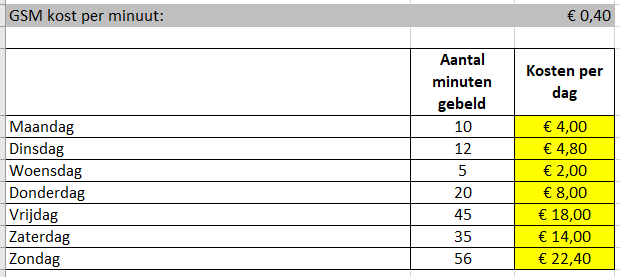 GSM kost per minuut: € 0,40
Aantal minuten gebeld Kosten per dag
Maandag 10 € 4,00
Dinsdag 12 € 4,80
Woensdag 5 € 2,00
Donderdag 20 € 8,00
Vrijdag 45 € 18,00
Zaterdag 35 € 14,00
Zondag 56 € 22,40